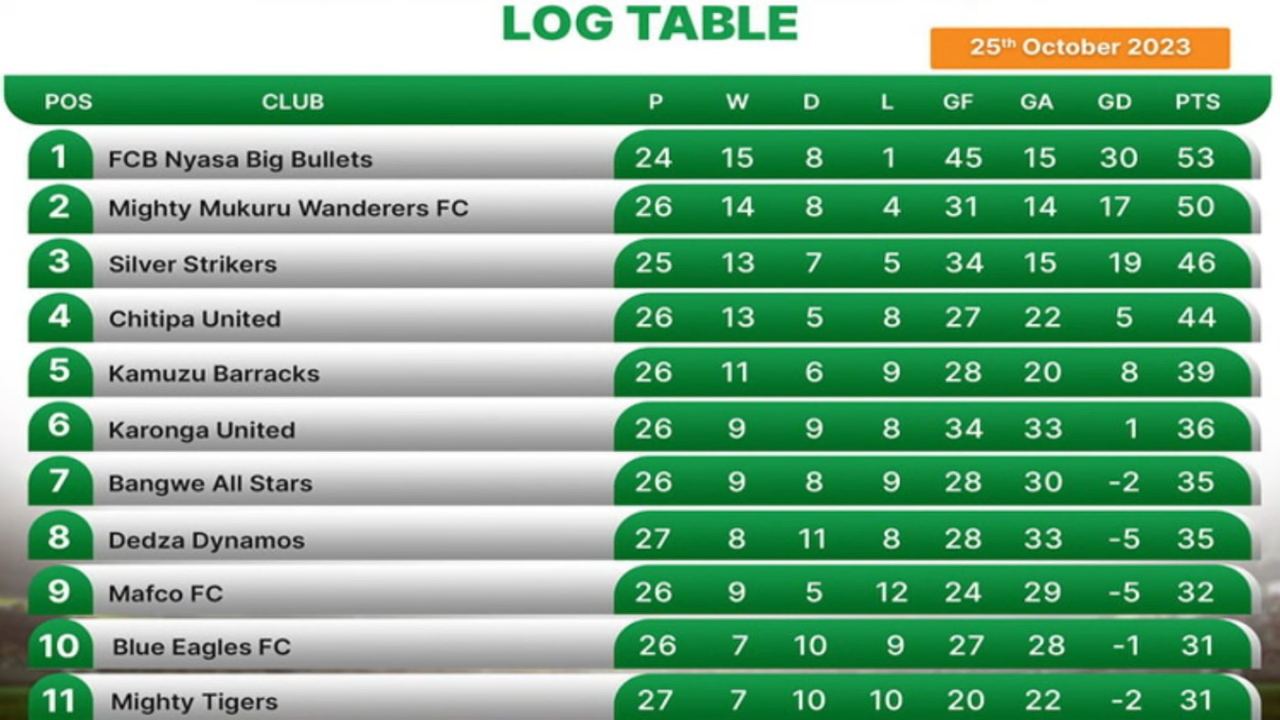 LOG TABLE
25th October 2023
POS CLUB P W D L GF GA GD PTS
1 FCB Nyasa Big Bullets 24 15 8 1 45 15 30 53
2 Mighty Mukuru Wanderers FC 26 14 8 4 31 14 17 50
3 Silver Strikers 25 13 7 5 34 15 19 46
4 Chitipa United 26 13 5 8 27 22 5 44
5 Kamuzu Barracks 26 11 6 9 28 20 8 39
6 Karonga United 26 9 9 8 34 33 1 36
7 Bangwe All Stars 26 9 8 9 28 30 -2 35
8 Dedza Dynamos 27 8 11 8 28 33 -5 35
9 Mafco FC 26 9 5 12 24 29 -5 32
10 Blue Eagles FC 26 7 10 9 27 28 -1 31
11 Mighty Tigers 27 7 10 10 20 22 -2 31